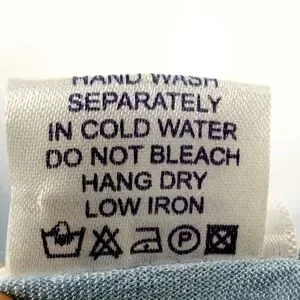 HAND WASH
SEPARATELY
IN COLD WATER
DO NOT BLEACH
HANG DRY
LOW IRON
P